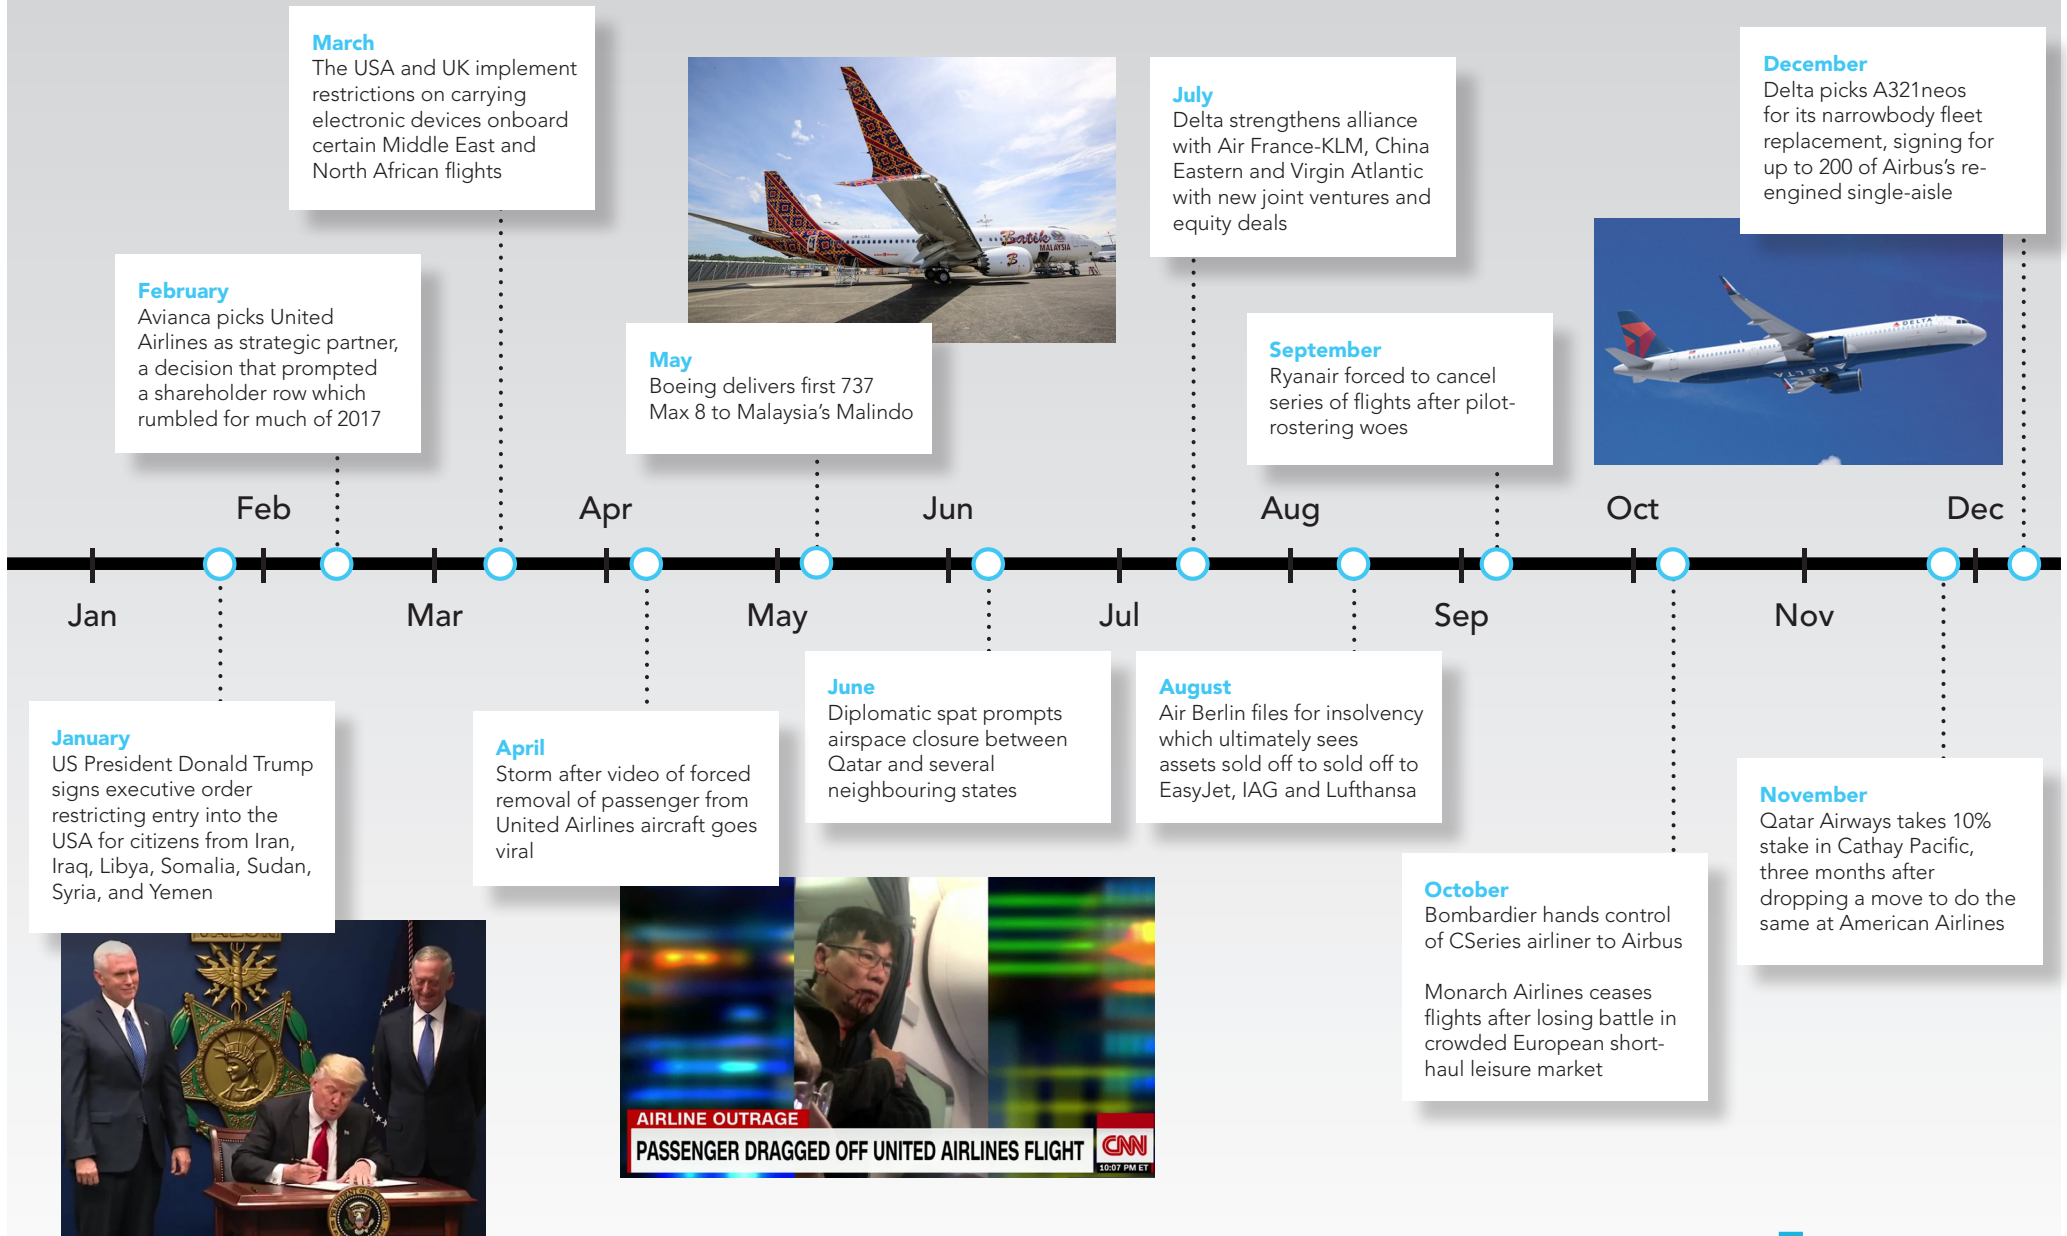 March
The USA and UK implement
restrictions on carrying
electronic devices onboard
certain Middle East and
North African flights
February
Avianca picks United
Airlines as strategic partner,
a decision that prompted
a shareholder row which
rumbled for much of 2017
Batik
MALAYSIA
May
Boeing delivers first 737
Max 8 to Malaysia's Malindo
July
Delta strengthens alliance
with Air France-KLM, China
Eastern and Virgin Atlantic
with new joint ventures and
equity deals
September
Ryanair forced to cancel
series of flights after pilot-
rostering woes
December
Delta picks A321neos
for its narrowbody fleet
replacement, signing for
up to 200 of Airbus's re-
engined single-aisle
DELTA
DELTA
Feb
Apr
Jun
Aug
Oct
Dec
Jan
Mar
May
Jul
Sep
Nov
January
US President Donald Trump
signs executive order
restricting entry into the
USA for citizens from Iran,
Iraq, Libya, Somalia, Sudan,
Syria, and Yemen
April
Storm after video of forced
removal of passenger from
United Airlines aircraft goes
viral
AIRLINE OUTRAGE
PASSENGER DRAGGED OFF UNITED AIRLINES FLIGHT
CNN
10:07 PM ET
June
Diplomatic spat prompts
airspace closure between
Qatar and several
neighbouring states
August
Air Berlin files for insolvency
which ultimately sees
assets sold off to sold off to
EasyJet, IAG and Lufthansa
October
Bombardier hands control
of CSeries airliner to Airbus
Monarch Airlines ceases
flights after losing battle in
crowded European short-
haul leisure market
November
Qatar Airways takes 10%
stake in Cathay Pacific,
three months after
dropping a move to do the
same at American Airlines